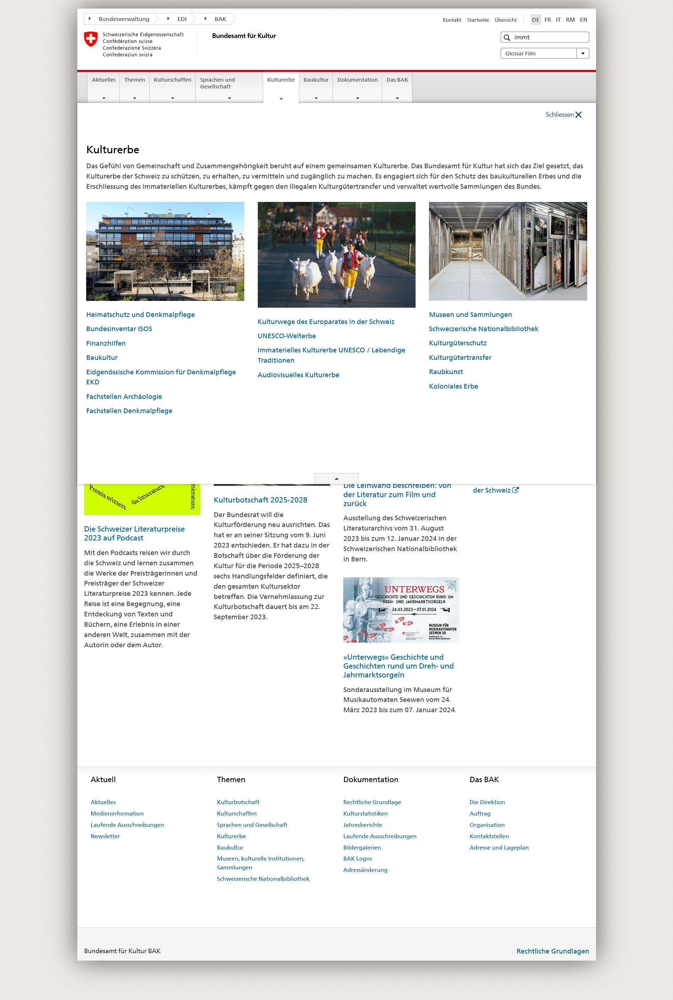 Bundesverwaltung
EDI
BAK
Kontakt
Startseite
Übersicht
DE
FR
IT
RM
EN
Schweizerische Eidgenossenschaft
Confédération suisse
Confederazione Svizzera
Confederaziun svizra
Bundesamt für Kultur
immt
Glossar Film
Aktuelles
Themen
Kulturschaffen
Sprachen und
Gesellschaft
Kulturerbe
Baukultur
Dokumentation
Das BAK
Schliessen
Kulturerbe
Das Gefühl von Gemeinschaft und Zusammengehörigkeit beruht auf einem gemeinsamen Kulturerbe. Das Bundesamt für Kultur hat sich das Ziel gesetzt, das
Kulturerbe der Schweiz zu schützen, zu erhalten, zu vermitteln und zugänglich zu machen. Es engagiert sich für den Schutz des baukulturellen Erbes und die
Erschliessung des immateriellen Kulturerbes, kämpft gegen den illegalen Kulturgütertransfer und verwaltet wertvolle Sammlungen des Bundes.
Heimatschutz und Denkmalpflege
Bundesinventar ISOS
Finanzhilfen
Baukultur
Eidgenössische Kommission für Denkmalpflege
EKD
Fachstellen Archäologie
Fachstellen Denkmalpflege
Kulturwege des Europarates in der Schweiz
UNESCO-Welterbe
Immaterielles Kulturerbe UNESCO / Lebendige
Traditionen
Audiovisuelles Kulturerbe
Museen und Sammlungen
Schweizerische Nationalbibliothek
Kulturgüterschutz
Kulturgütertransfer
Raubkunst
Koloniales Erbe
Premis svizzers
da litteratura
Die Schweizer Literaturpreise
2023 auf Podcast
Mit den Podcasts reisen wir durch
die Schweiz und lernen zusammen
die Werke der Preisträgerinnen und
Preisträger der Schweizer
Literaturpreise 2023 kennen. Jede
Reise ist eine Begegnung, eine
Entdeckung von Texten und
Büchern, eine Erlebnis in einer
anderen Welt, zusammen mit der
Autorin oder dem Autor.
Kulturbotschaft 2025-2028
Der Bundesrat will die
Kulturförderung neu ausrichten. Das
hat er an seiner Sitzung vom 9. Juni
2023 entschieden. Er hat dazu in der
Botschaft über die Förderung der
Kultur für die Periode 2025–2028
sechs Handlungsfelder definiert, die
den gesamten Kultursektor
betreffen. Die Vernehmlassung zur
Kulturbotschaft dauert bis am 22.
September 2023.
Die Leinwand beschreiben: von
der Literatur zum Film und
zurück
Ausstellung des Schweizerischen
Literaturarchivs vom 31. August
2023 bis zum 12. Januar 2024 in der
Schweizerischen Nationalbibliothek
in Bern.
UNTERWEGS
GESCHICHTE UND GESCHICHTEN RUND UM
DREH- UND JAHRMARKTSORGELN
24.03.2023 – 07.01.2024
MUSEUM FÜR
MUSIKAUTOMATEN
SEEWEN SO
Sammlung Dr. h.c.
Heinrich Weiss-Stauffacher
«Unterwegs» Geschichte und
Geschichten rund um Dreh- und
Jahrmarktsorgeln
Sonderausstellung im Museum für
Musikautomaten Seewen vom 24.
März 2023 bis zum 07. Januar 2024.
der Schweiz
Aktuell
Aktuelles
Medieninformation
Laufende Ausschreibungen
Newsletter
Themen
Kulturbotschaft
Kulturschaffen
Sprachen und Gesellschaft
Kulturerbe
Baukultur
Museen, kulturelle Institutionen,
Sammlungen
Schweizerische Nationalbibliothek
Dokumentation
Rechtliche Grundlage
Kulturstatistiken
Jahresberichte
Laufende Ausschreibungen
Bildergalerien
BAK Logos
Adressänderung
Das BAK
Die Direktion
Auftrag
Organisation
Kontaktstellen
Adresse und Lageplan
Bundesamt für Kultur BAK
Rechtliche Grundlagen